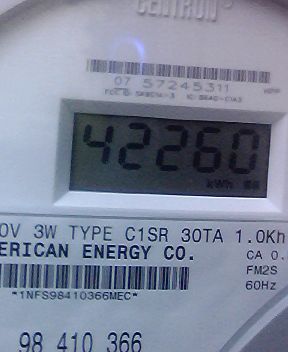 CENTRON®
07 57245311
42260
kWh
0V 3W TYPE C1SR 30TA 1.0Kh
ERICAN ENERGY CO.
CA 0.
FM2S
*1NFS98410366MEC*
60Hz
98 410 366